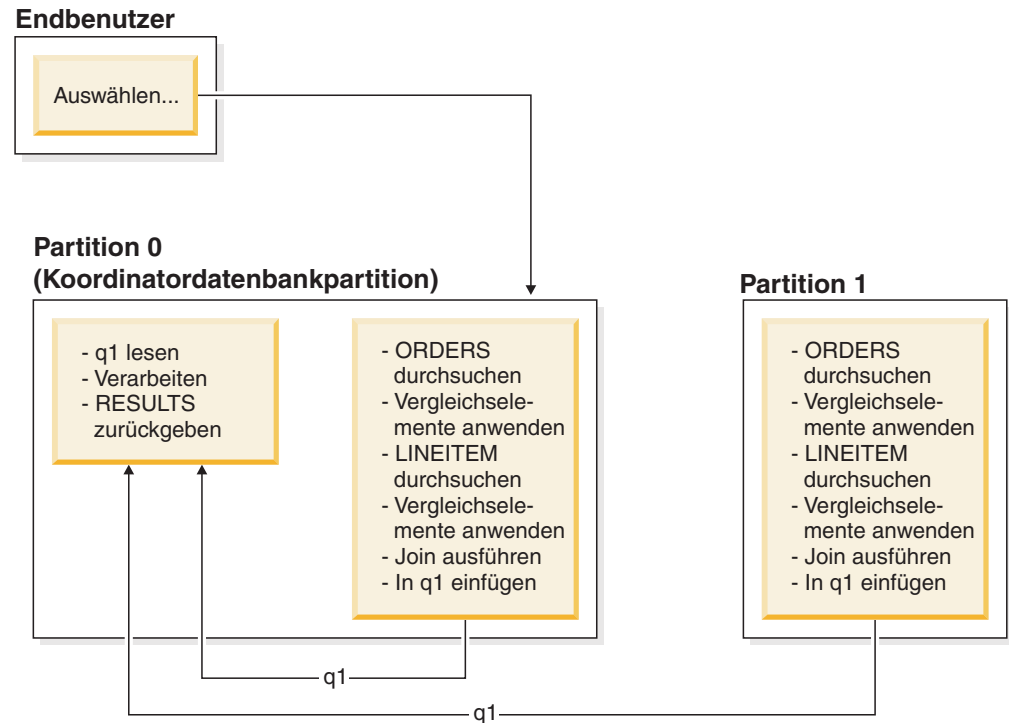 Endbenutzer
Auswählen...
Partition 0
(Koordinatordatenbankpartition)
- q1 lesen
- Verarbeiten
- RESULTS
zurückgeben
- ORDERS
durchsuchen
- Vergleichsele-
mente anwenden
- LINEITEM
durchsuchen
- Vergleichsele-
mente anwenden
- Join ausführen
- In q1 einfügen
Partition 1
- ORDERS
durchsuchen
- Vergleichsele-
mente anwenden
- LINEITEM
durchsuchen
- Vergleichsele-
mente anwenden
- Join ausführen
- In q1 einfügen
q1
q1